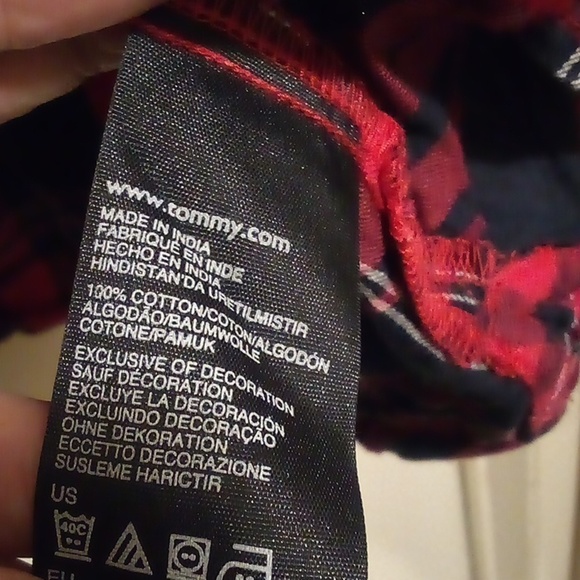 www.tommy.com
MADE IN INDIA
FABRIQUE EN INDE
HECHO EN INDIA
HINDISTAN'DA URETILMISTIR
100% COTTON/COTON/ALGODÓN
ALGODÃO/BAUMWOLLE
COTONE/PAMUK
EXCLUSIVE OF DECORATION
SAUF DECORATION
EXCLUYE LA DECORACIÓN
EXCLUINDO DECORAÇÃO
OHNE DEKORATION
ECCETTO DECORAZIONE
SUSLEME HARICTIR
US
40C
EU